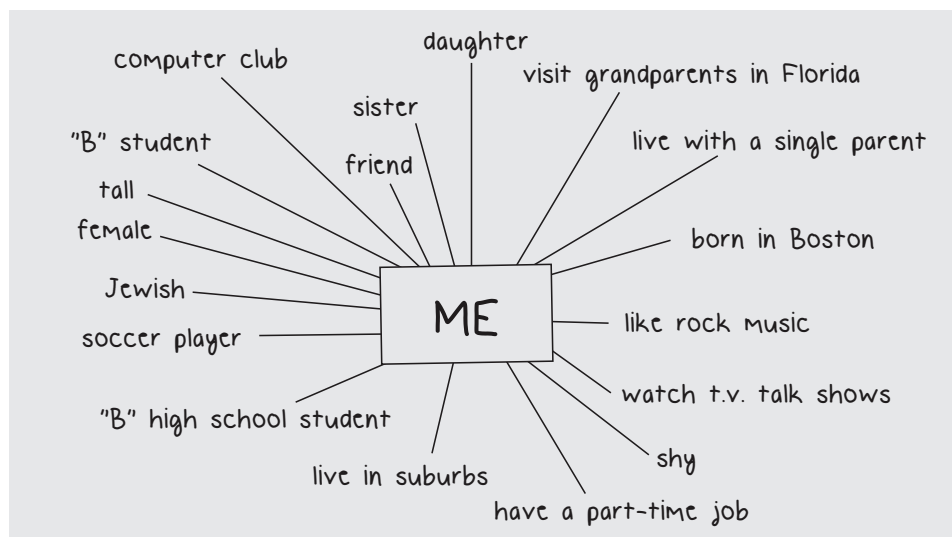 daughter
computer club
visit grandparents in Florida
sister
"B" student
live with a single parent
friend
tall
female
born in Boston
Jewish
ME
like rock music
soccer player
watch t.v. talk shows
"B" high school student
shy
live in suburbs
have a part-time job